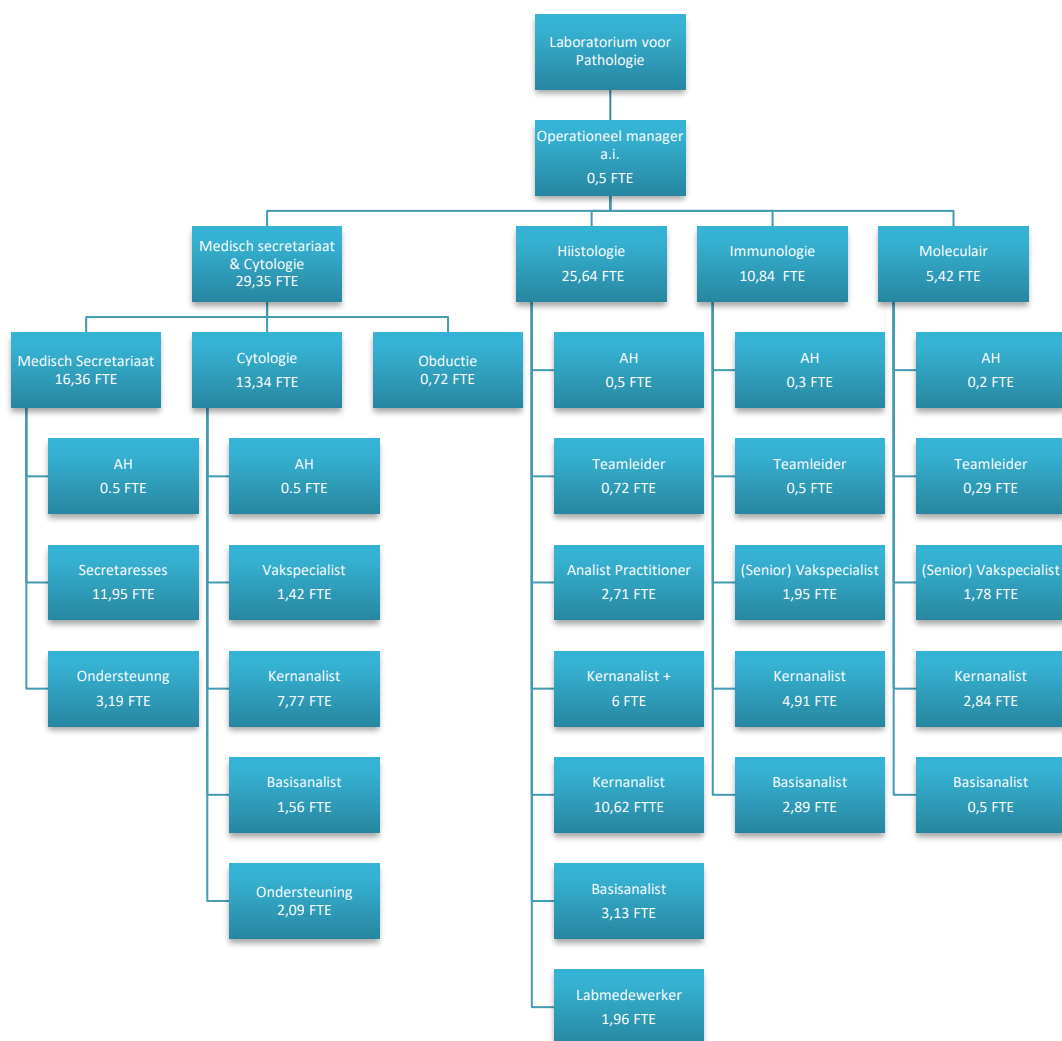 Laboratorium voor
Pathologie
Operationeel manager
a.i.
0,5 FTE
Medisch secretariaat
& Cytologie
29,35 FTE
Hiistologie
25,64 FTE
Immunologie
10,84 FTE
Moleculair
5,42 FTE
Medisch Secretariaat
16,36 FTE
Cytologie
13,34 FTE
Obductie
0,72 FTE
AH
0,5 FTE
AH
0,3 FTE
AH
0,2 FTE
AH
0.5 FTE
AH
0.5 FTE
Teamleider
0,72 FTE
Teamleider
0,5 FTE
Teamleider
0,29 FTE
Secretaresses
11,95 FTE
Vakspecialist
1,42 FTE
Analist Practitioner
2,71 FTE
(Senior) Vakspecialist
1,95 FTE
(Senior) Vakspecialist
1,78 FTE
Ondersteunng
3,19 FTE
Kernanalist
7,77 FTE
Kernanalist +
6 FTE
Kernanalist
4,91 FTE
Kernanalist
2,84 FTE
Basisanalist
1,56 FTE
Kernanalist
10,62 FTTE
Basisanalist
2,89 FTE
Basisanalist
0,5 FTE
Ondersteuning
2,09 FTE
Basisanalist
3,13 FTE
Labmedewerker
1,96 FTE